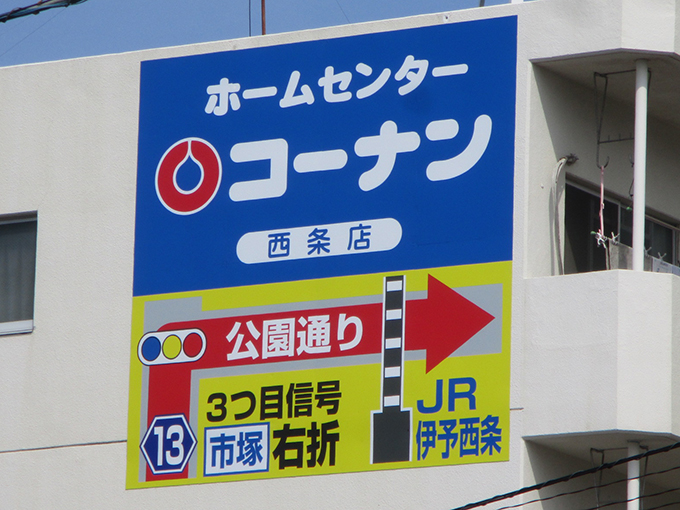 ホームセンター
コーナン
西条店
公園通り
3つ目信号
市塚 右折
13
JR
伊予西条